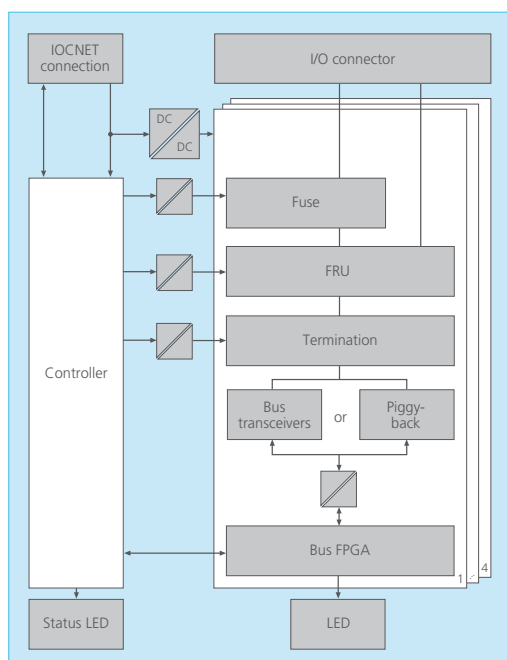 IOCNET
connection
I/O connector
DC
DC
Fuse
FRU
Termination
Controller
Bus
transceivers
or
Piggy-
back
Bus FPGA
1
4
Status LED
LED